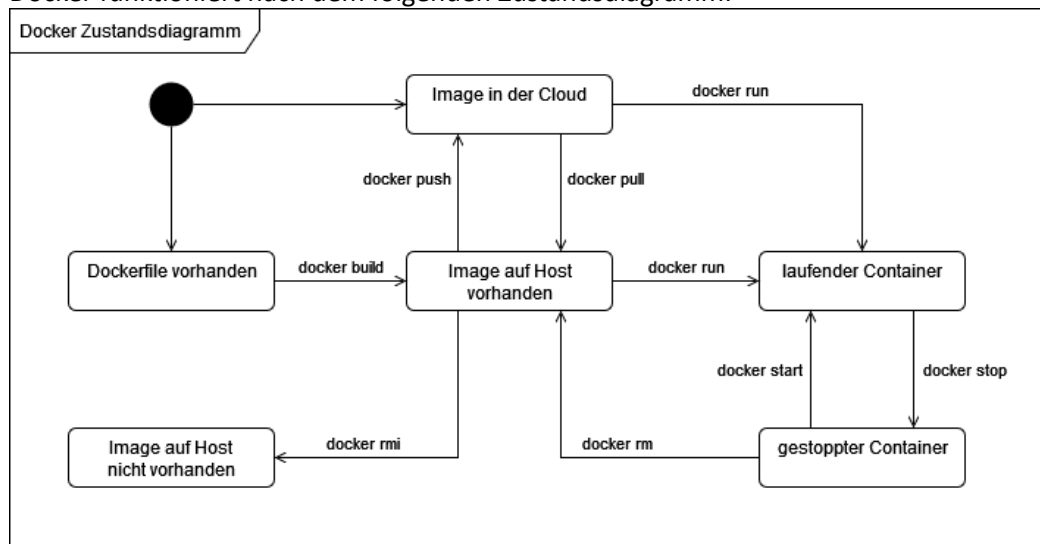 Docker funktioniert nach dem folgenden Zustandsdiagramm:
Docker Zustandsdiagramm
Image in der Cloud
docker run
docker push
docker pull
Dockerfile vorhanden
docker build
Image auf Host
vorhanden
docker run
laufender Container
docker start
docker stop
Image auf Host
nicht vorhanden
docker rmi
docker rm
gestoppter Container